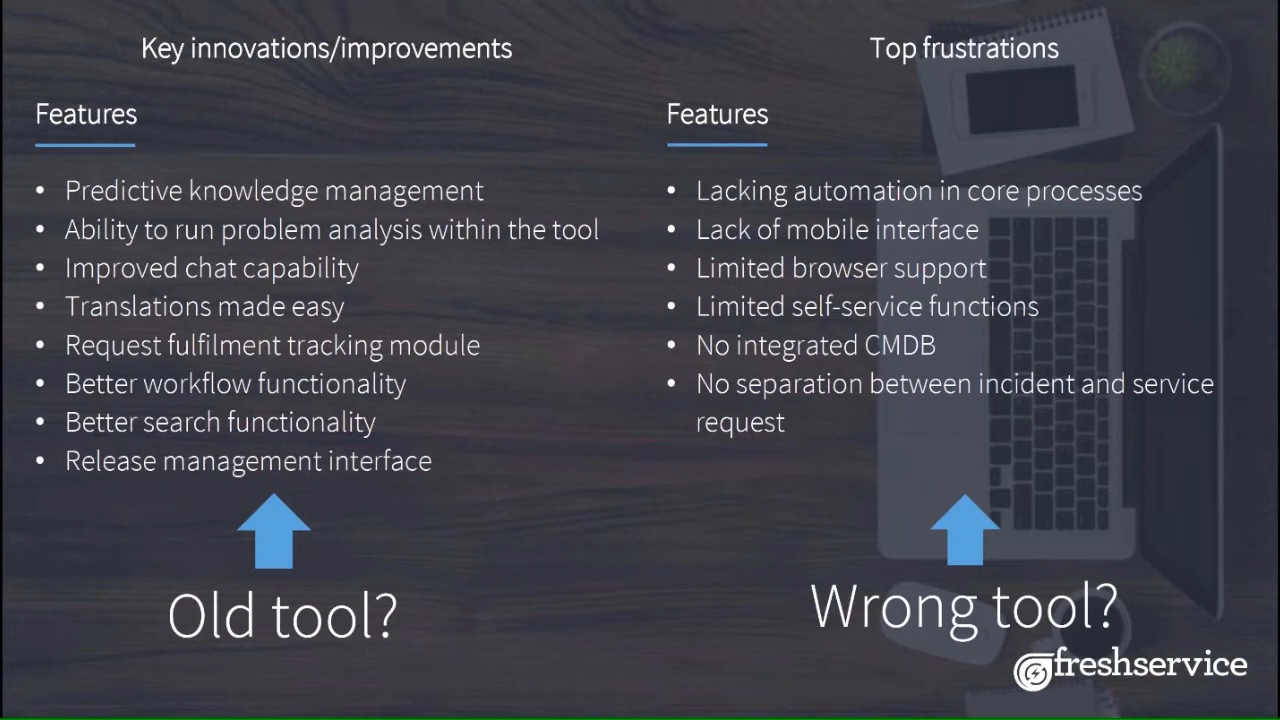 Key innovations/improvements
Features
• Predictive knowledge management
• Ability to run problem analysis within the tool
• Improved chat capability
• Translations made easy
• Request fulfilment tracking module
• Better workflow functionality
• Better search functionality
• Release management interface
Old tool?
Top frustrations
Features
• Lacking automation in core processes
• Lack of mobile interface
• Limited browser support
• Limited self-service functions
• No integrated CMDB
• No separation between incident and service
request
Wrong tool?
freshservice